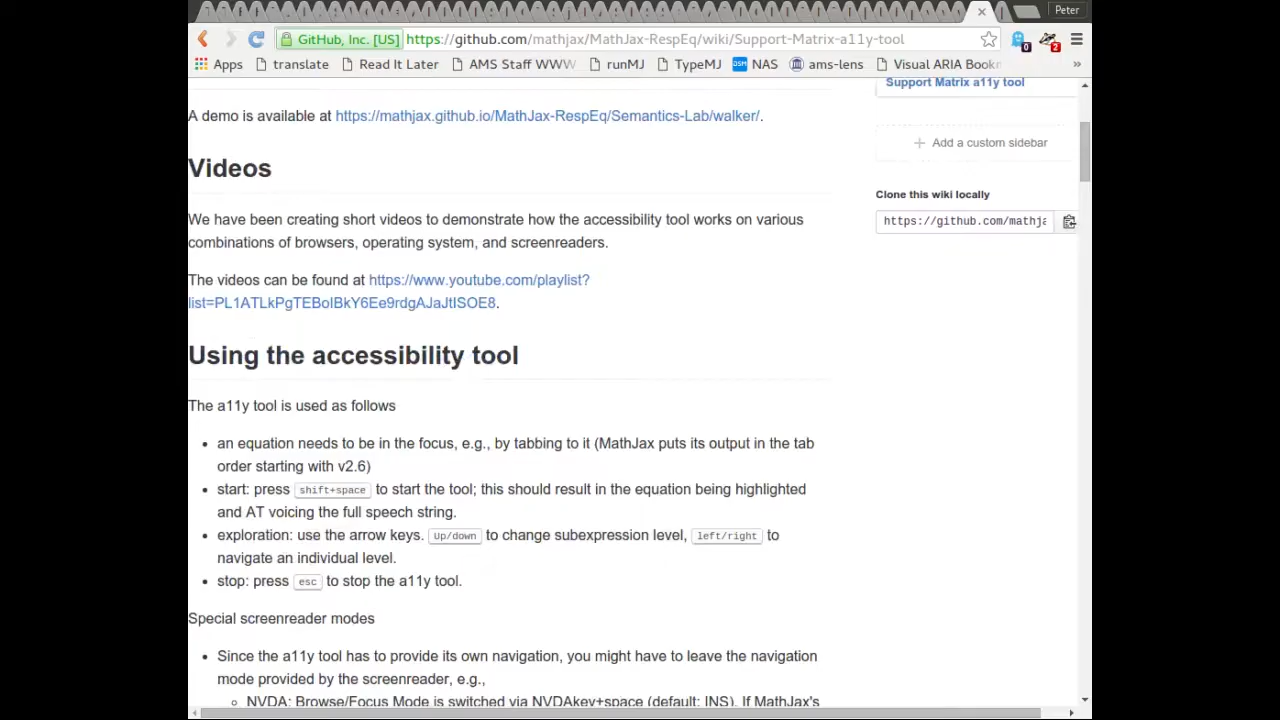 Peter
GitHub, Inc. [US] https://github.com/mathjax/MathJax-RespEq/wiki/Support-Matrix-a11y-tool
0 2
Apps translate Read It Later AMS Staff WWW runMJ TypeMJ DSM NAS ams-lens Visual ARIA Bookm »
Support Matrix a11y tool
A demo is available at https://mathjax.github.io/MathJax-RespEq/Semantics-Lab/walker/.
Add a custom sidebar
Videos
Clone this wiki locally
https://github.com/mathja
We have been creating short videos to demonstrate how the accessibility tool works on various
combinations of browsers, operating system, and screenreaders.
The videos can be found at https://www.youtube.com/playlist?
list=PL1ATLkPgTEBolBkY6Ee9rdgAJaJtISOE8.
Using the accessibility tool
The a11y tool is used as follows
• an equation needs to be in the focus, e.g., by tabbing to it (MathJax puts its output in the tab
order starting with v2.6)
• start: press shift+space to start the tool; this should result in the equation being highlighted
and AT voicing the full speech string.
• exploration: use the arrow keys. Up/down to change subexpression level, left/right to
navigate an individual level.
• stop: press esc to stop the a11y tool.
Special screenreader modes
• Since the a11y tool has to provide its own navigation, you might have to leave the navigation
mode provided by the screenreader, e.g.,
◦ NVDA: Browse/Focus Mode is switched via NVDAkey+space (default: INS). If MathJax's